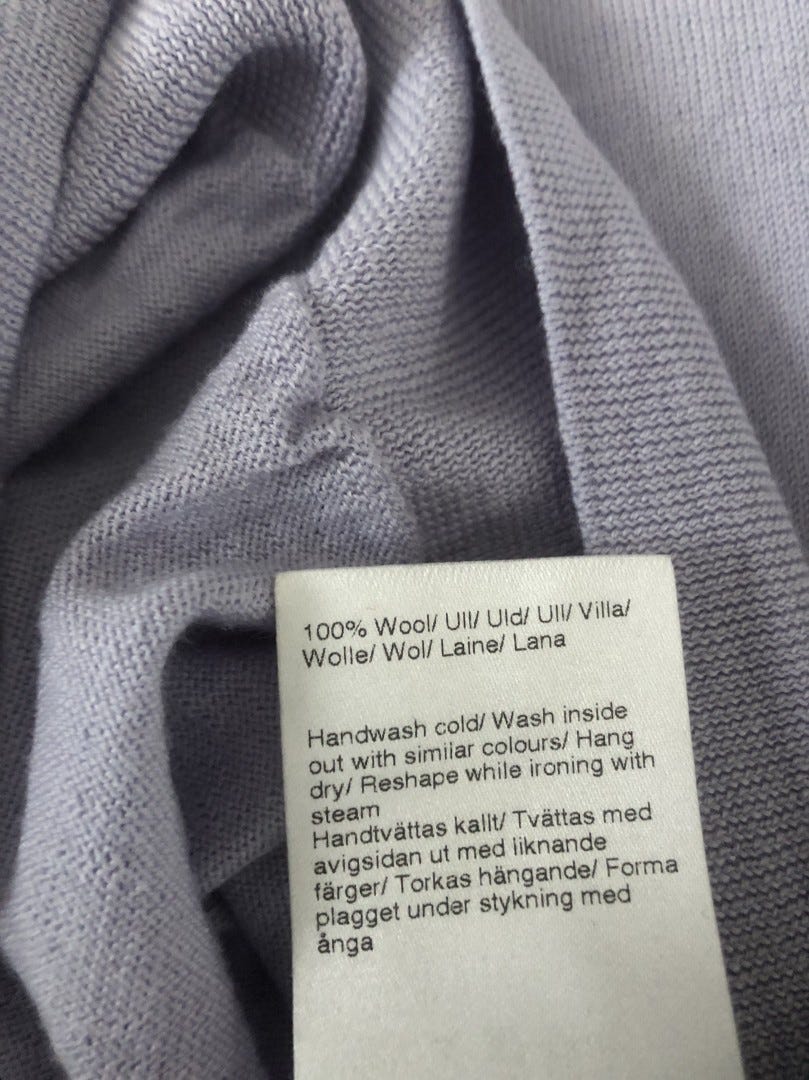 100% Wool/ Ull/ Uld/ Ull/ Villa/
Wolle/ Wol/ Laine/ Lana
Handwash cold/ Wash inside
out with similar colours/ Hang
dry/ Reshape while ironing with
steam
Handtvättas kallt/ Tvättas med
avigsidan ut med liknande
färger/ Torkas hängande/ Forma
plagget under stykning med
ånga